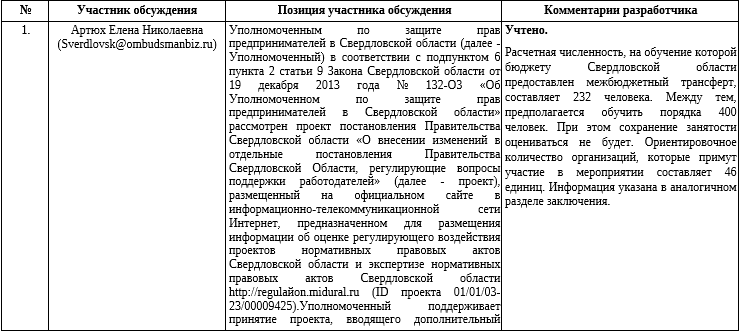 № Участник обсуждения Позиция участника обсуждения Комментарии разработчика
1. Артюх Елена Николаевна
(Sverdlovsk@ombudsmanbiz.ru)
Уполномоченным по защите прав
предпринимателей в Свердловской области (далее -
Уполномоченный) в соответствии с подпунктом 6
пункта 2 статьи 9 Закона Свердловской области от
19 декабря 2013 года № 132-ОЗ «Об
Уполномоченном по защите прав
предпринимателей в Свердловской области»
рассмотрен проект постановления Правительства
Свердловской области «О внесении изменений в
отдельные постановления Правительства
Свердловской Области, регулирующие вопросы
поддержки работодателей» (далее - проект),
размещенный на официальном сайте в
информационно-телекоммуникационной сети
Интернет, предназначенном для размещения
информации об оценке регулирующего воздействия
проектов нормативных правовых актов
Свердловской области и экспертизе нормативных
правовых актов Свердловской области
http://regulaйon.midural.ru (ID проекта 01/01/03-
23/00009425).Уполномоченный поддерживает
принятие проекта, вводящего дополнительный
Учтено.
Расчетная численность, на обучение которой
бюджету Свердловской области
предоставлен межбюджетный трансферт,
составляет 232 человека. Между тем,
предполагается обучить порядка 400
человек. При этом сохранение занятости
оцениваться не будет. Ориентировочное
количество организаций, которые примут
участие в мероприятии составляет 46
единиц. Информация указана в аналогичном
разделе заключения.